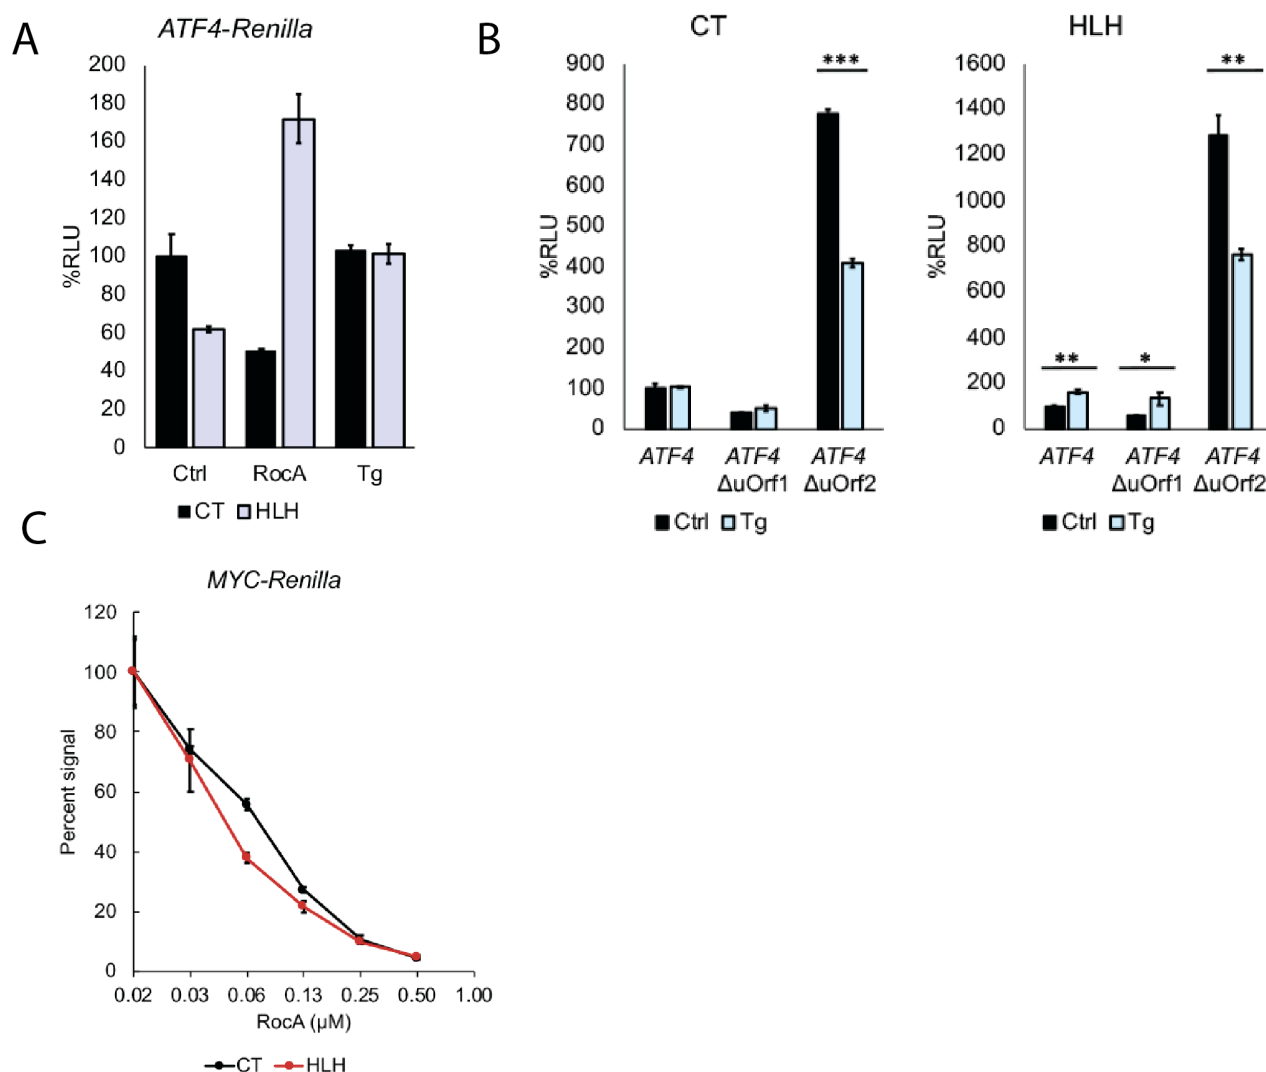 A
ATF4-Renilla
200
180
160
140
120
100
80
60
40
20
0
%RLU
Ctrl RocA Tg
CT HLH
B
CT
900
800
700
600
500
400
300
200
100
0
%RLU
***
ATF4 ATF4 ATF4
ΔuOrf1 ΔuOrf2
Ctrl Tg
HLH
1600
1400
1200
1000
800
600
400
200
0
%RLU
** * **
ATF4 ATF4 ATF4
ΔuOrf1 ΔuOrf2
Ctrl Tg
C
MYC-Renilla
120
100
80
60
40
20
0
Percent signal
0.02 0.03 0.06 0.13 0.25 0.50 1.00
RocA (μM)
CT HLH